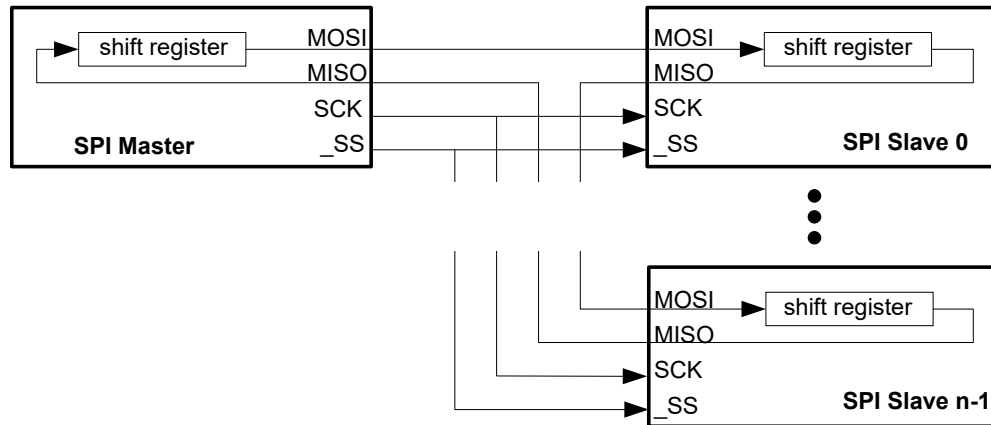 shift register
MOSI
MISO
SCK
_SS
SPI Master
MOSI
shift register
MISO
SCK
_SS
SPI Slave 0
MOSI
shift register
MISO
SCK
_SS
SPI Slave n-1